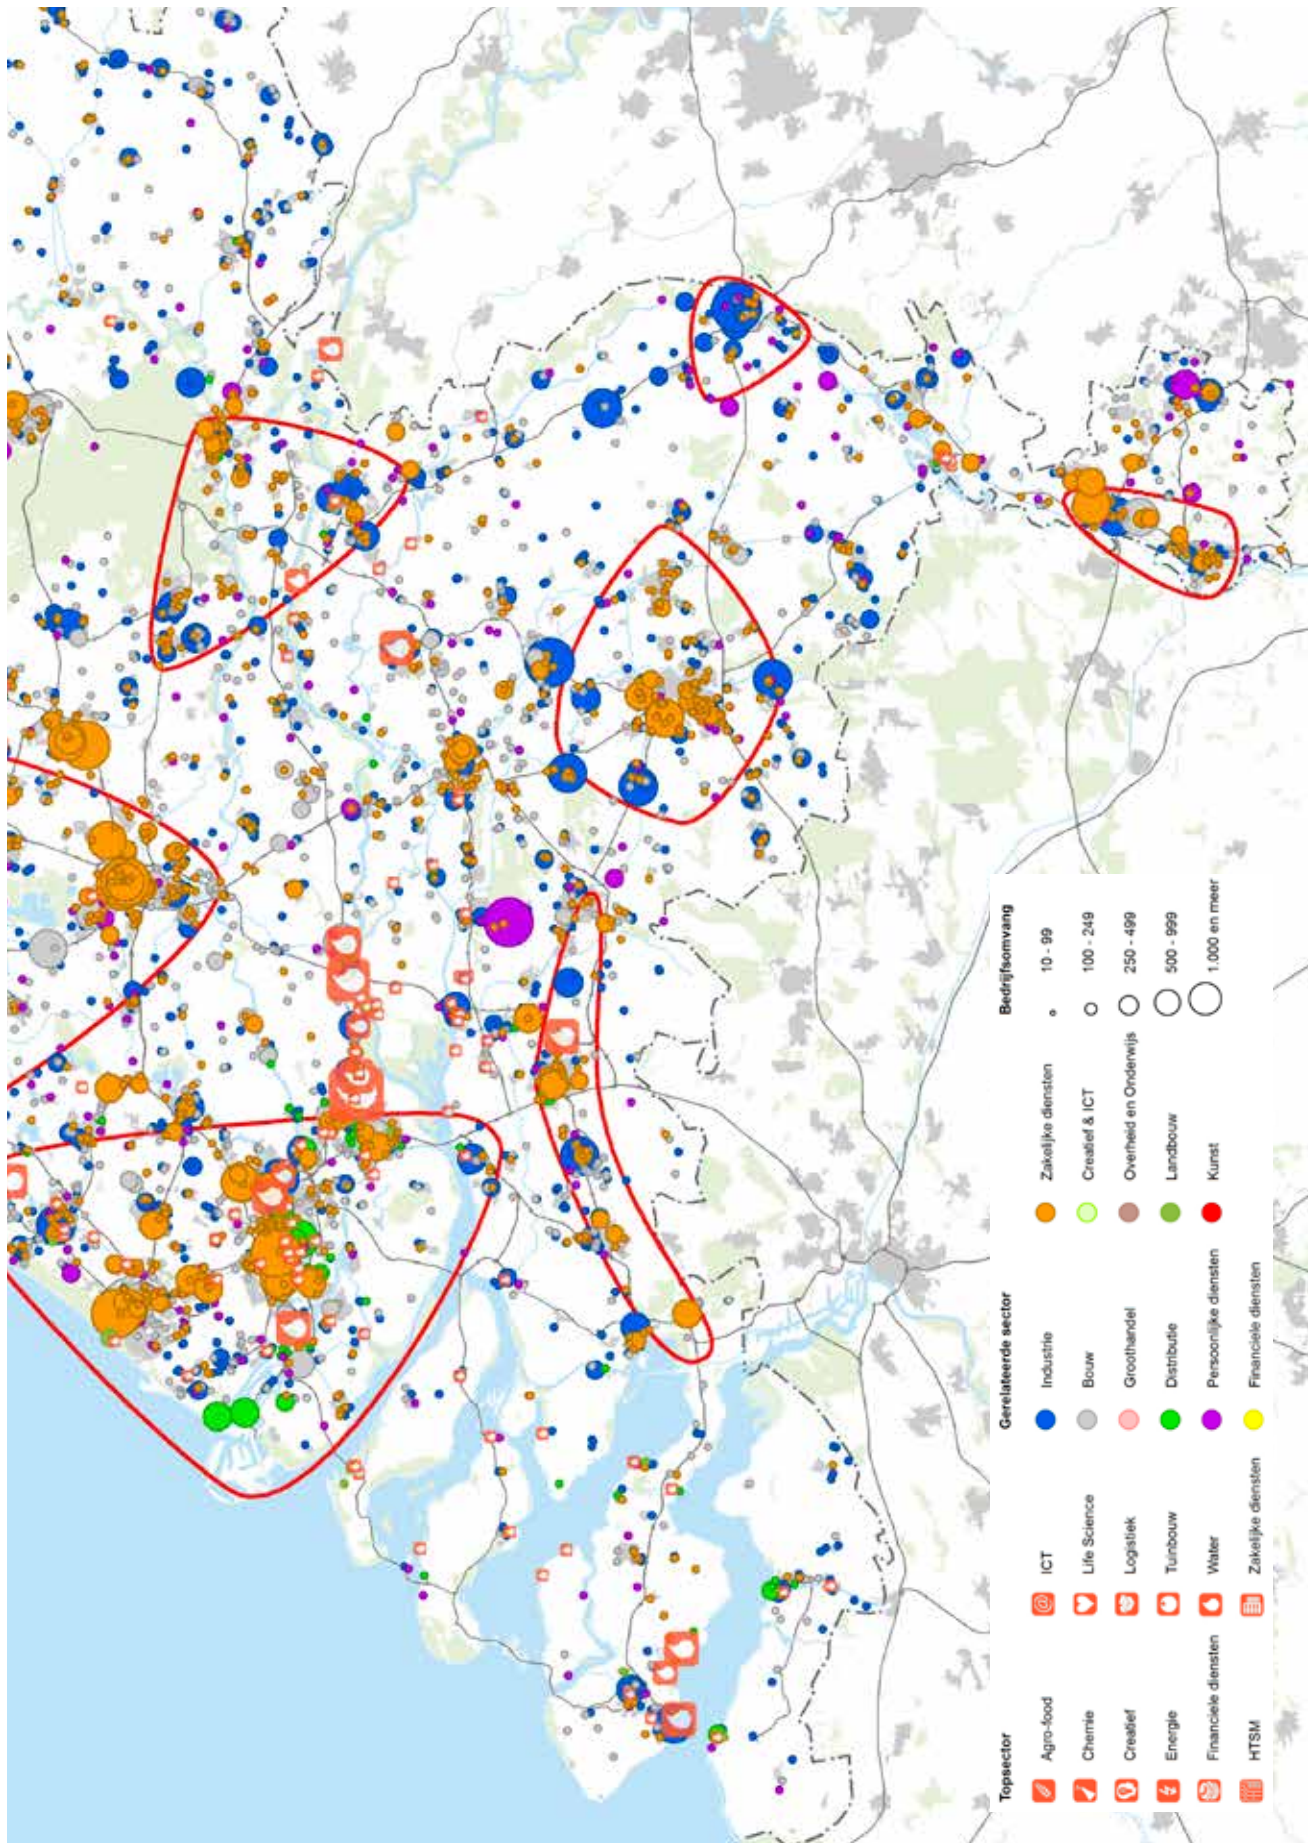 Topsector
Agro-food
Chemie
Creatief
Energie
Financiele diensten
HTSM
ICT
Life Science
Logistiek
Tuinbouw
Water
Zakelijke diensten
Gerelateerde sector
Industrie
Bouw
Groothandel
Distributie
Persoonlijke diensten
Financiele diensten
Zakelijke diensten
Creatief & ICT
Overheid en Onderwijs
Landbouw
Kunst
Bedrijfsomvang
10 - 99
100 - 249
250 - 499
500 - 999
1.000 en meer